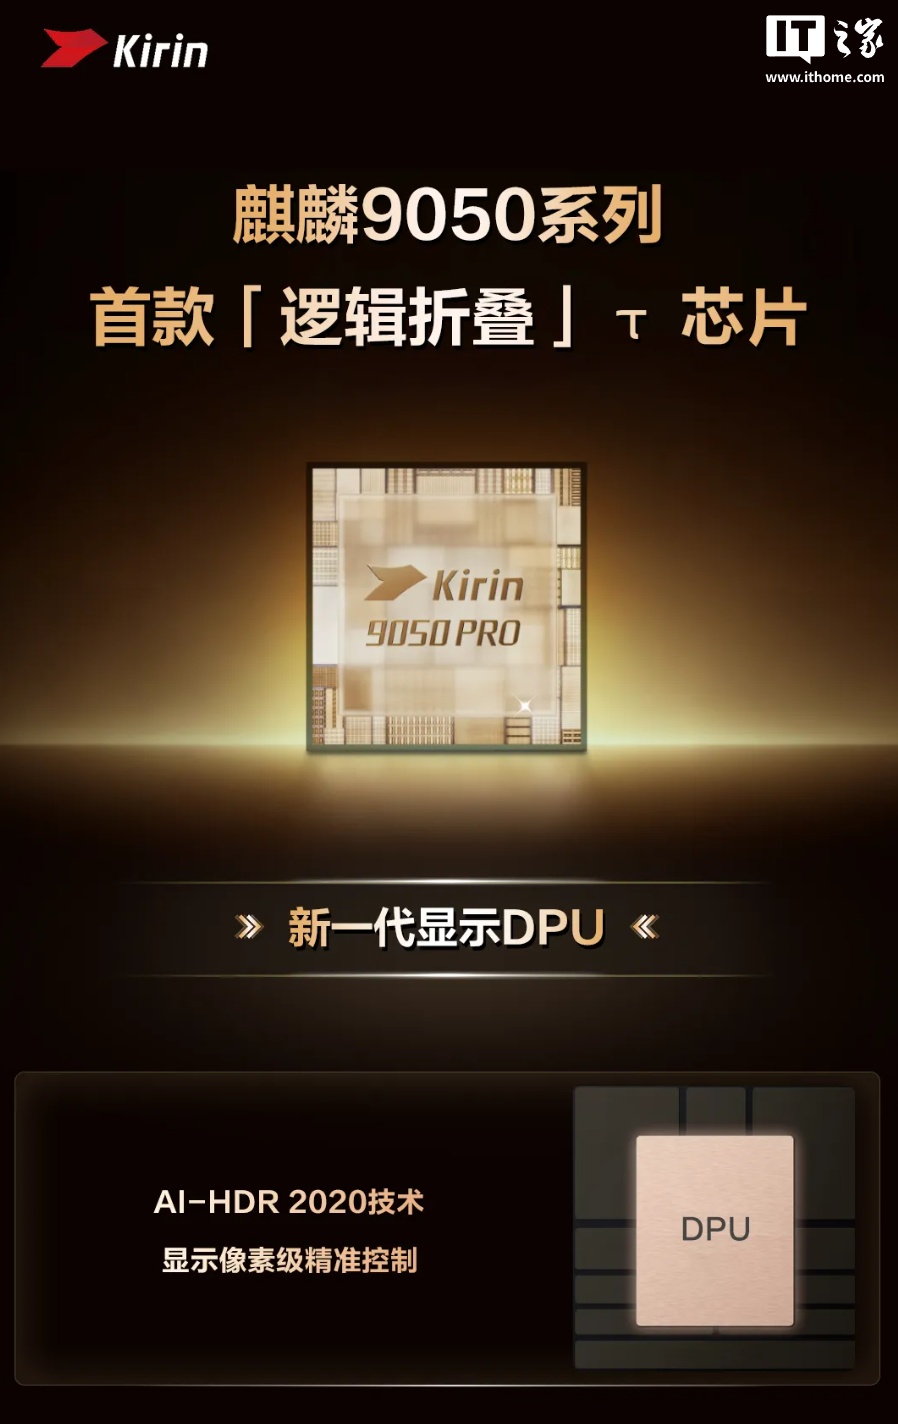 Kirin
IT之家
www.ithome.com
麒麟9050系列
首款「逻辑折叠」τ 芯片
Kirin
9050 PRO
新一代显示DPU
AI-HDR 2020技术
显示像素级精准控制
DPU